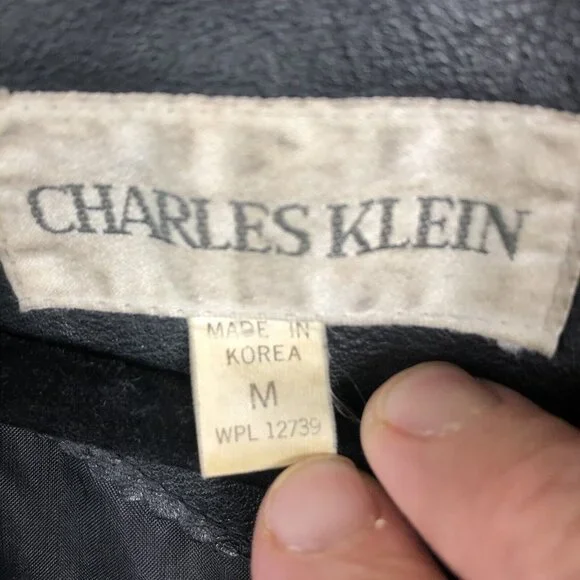 CHARLES KLEIN
MADE IN
KOREA
M
WPL 12739